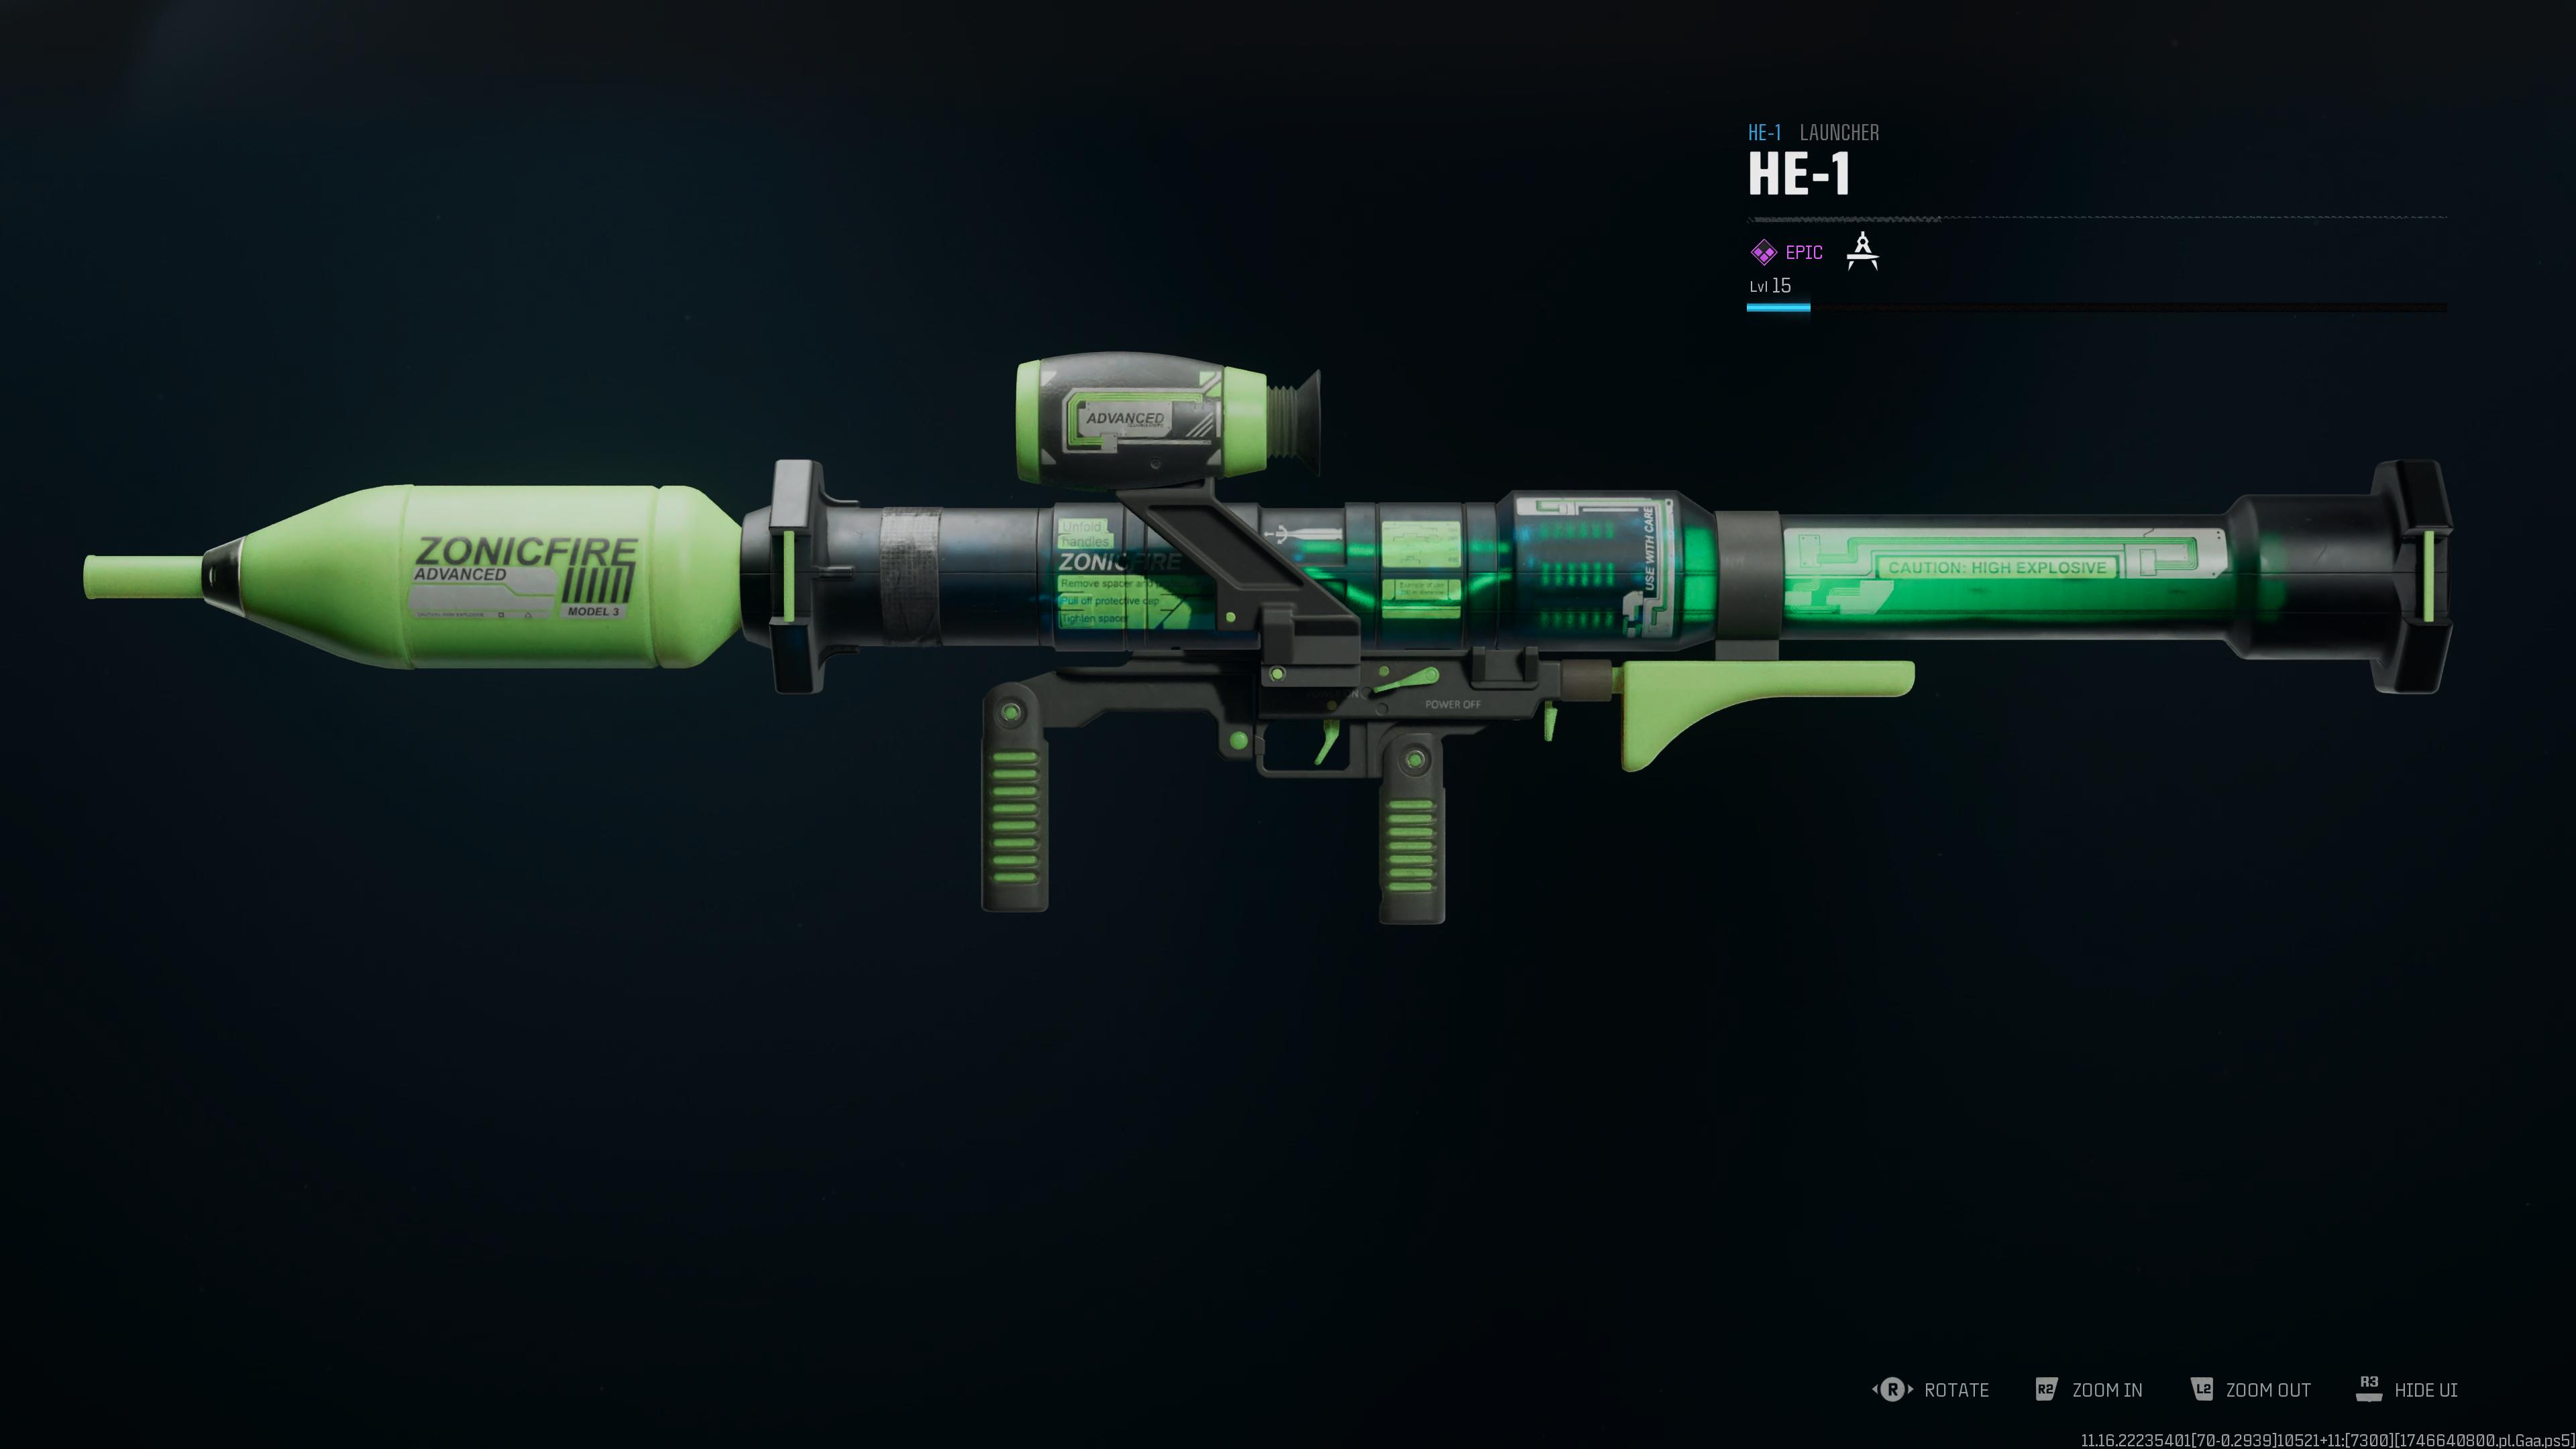 HE-1 LAUNCHER
HE-1
EPIC
Lvl 15
ADVANCED
ZONICFIRE
ADVANCED
MODEL 3
Unfold
handles
ZONICFIRE
Remove spacer and
Pull off protective cap
Tighten spacer
USE WITH CARE
CAUTION: HIGH EXPLOSIVE
POWER OFF
R ROTATE
R2 ZOOM IN
L2 ZOOM OUT
R3 HIDE UI
11.16.22235401[70-0.2939]10521+11:[7300][1746640800.pl.Gaa.ps5]